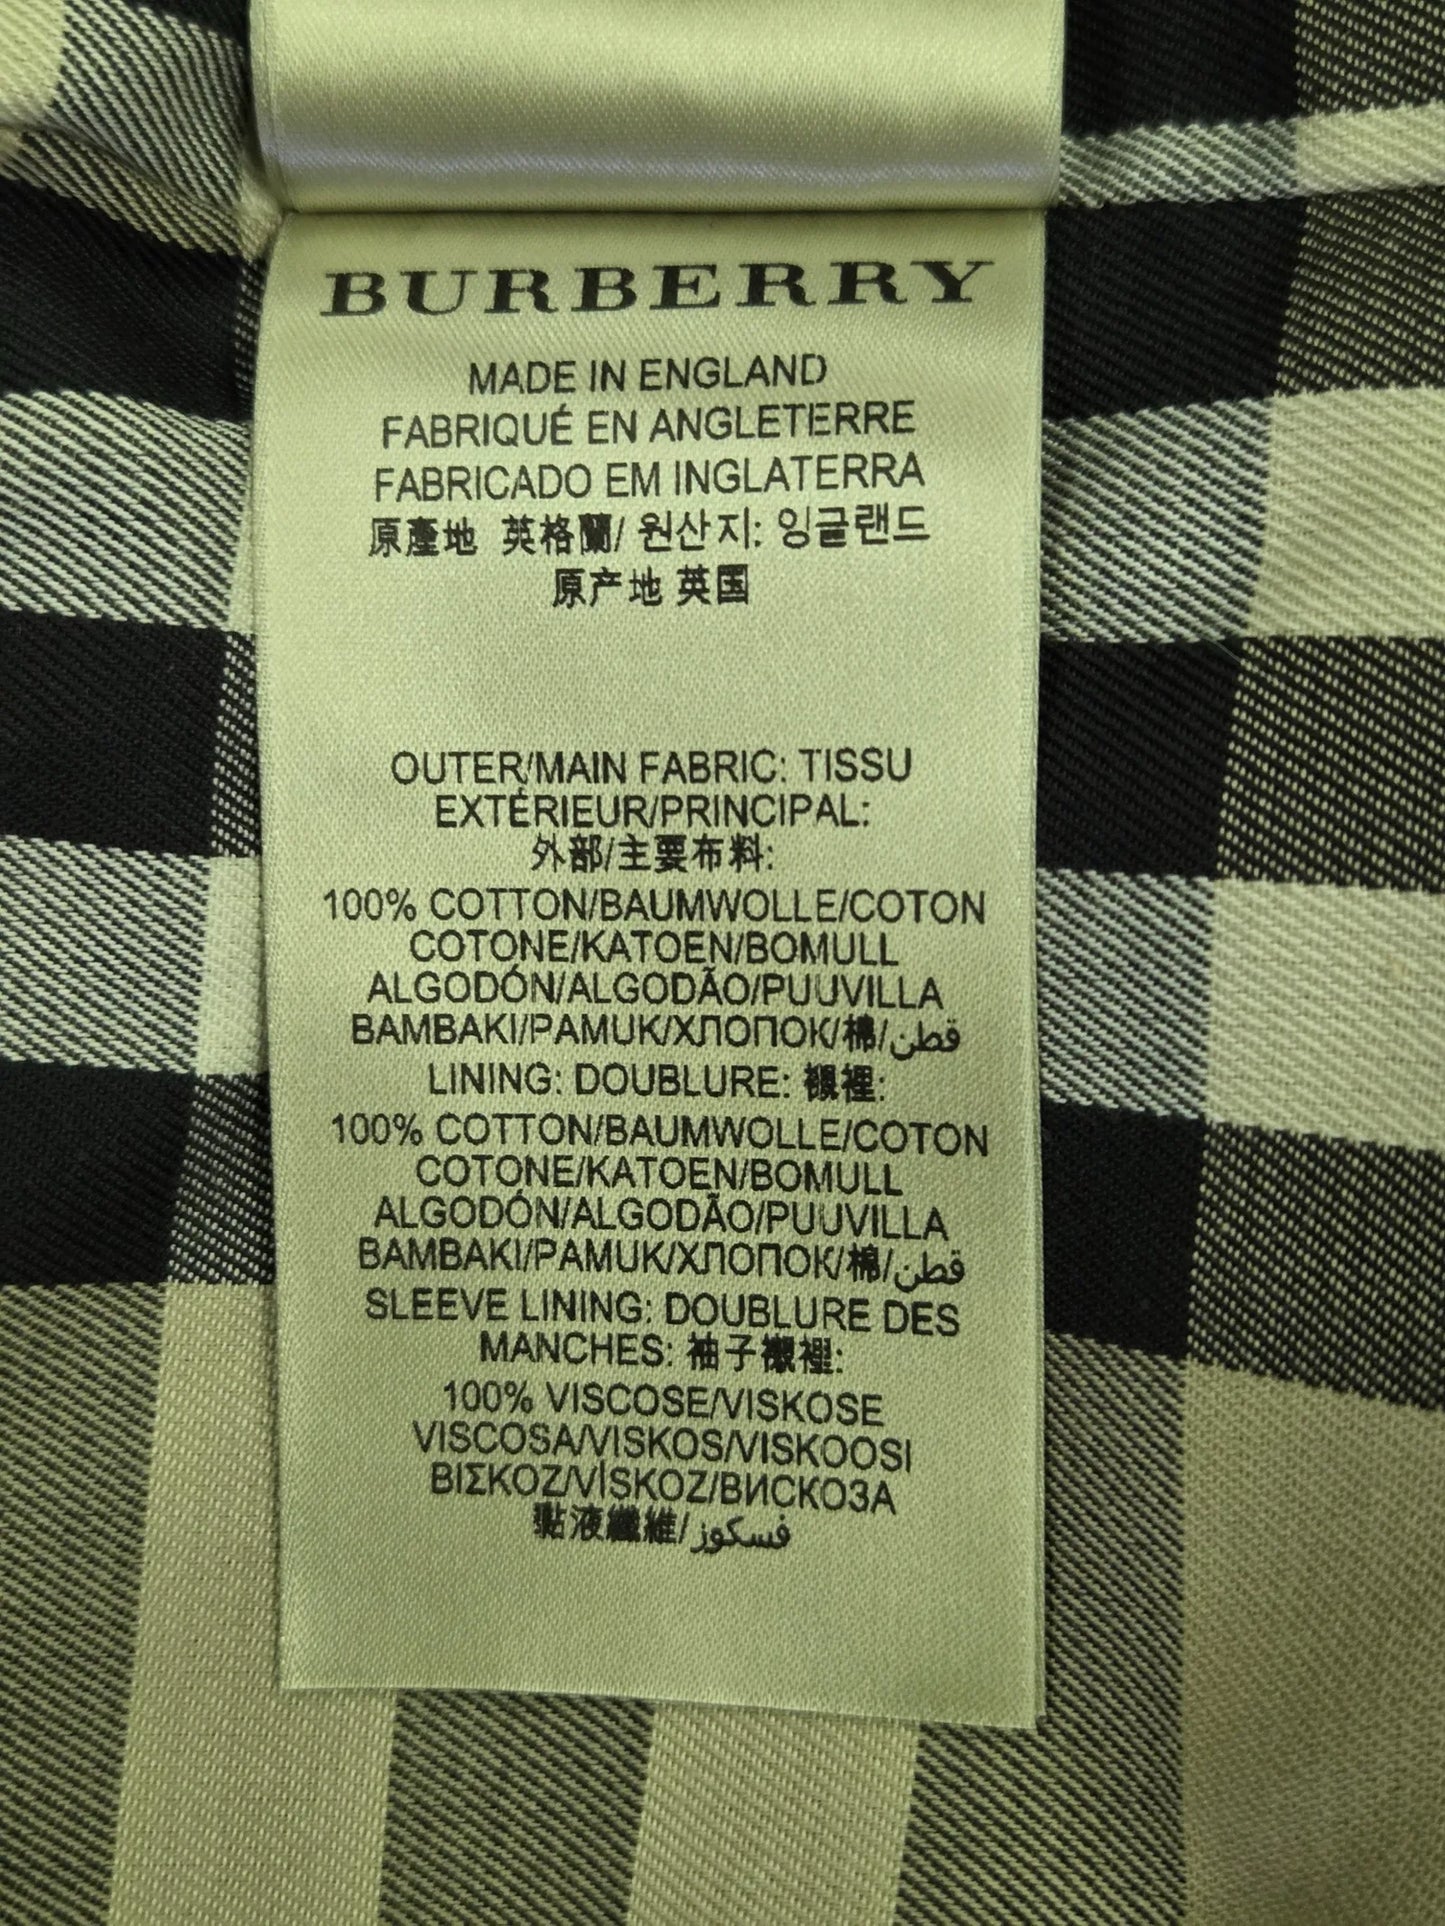 BURBERRY
MADE IN ENGLAND
FABRIQUÉ EN ANGLETERRE
FABRICADO EM INGLATERRA
原產地 英格蘭/ 원산지: 잉글랜드
原产地 英国
OUTER/MAIN FABRIC: TISSU
EXTÉRIEUR/PRINCIPAL:
外部/主要布料:
100% COTTON/BAUMWOLLE/COTON
COTONE/KATOEN/BOMULL
ALGODÓN/ALGODÃO/PUUVILLA
BAMBAKI/PAMUK/ХЛОПОК/棉/قطن
LINING: DOUBLURE: 襯裡:
100% COTTON/BAUMWOLLE/COTON
COTONE/KATOEN/BOMULL
ALGODÓN/ALGODÃO/PUUVILLA
BAMBAKI/PAMUK/ХЛОПОК/棉/قطن
SLEEVE LINING: DOUBLURE DES
MANCHES: 袖子襯裡:
100% VISCOSE/VISKOSE
VISCOSA/VISKOS/VISKOOSI
ΒΙΣΚΟΖ/VİSKOZ/ВИСКОЗА
黏液纖維/فسكوز